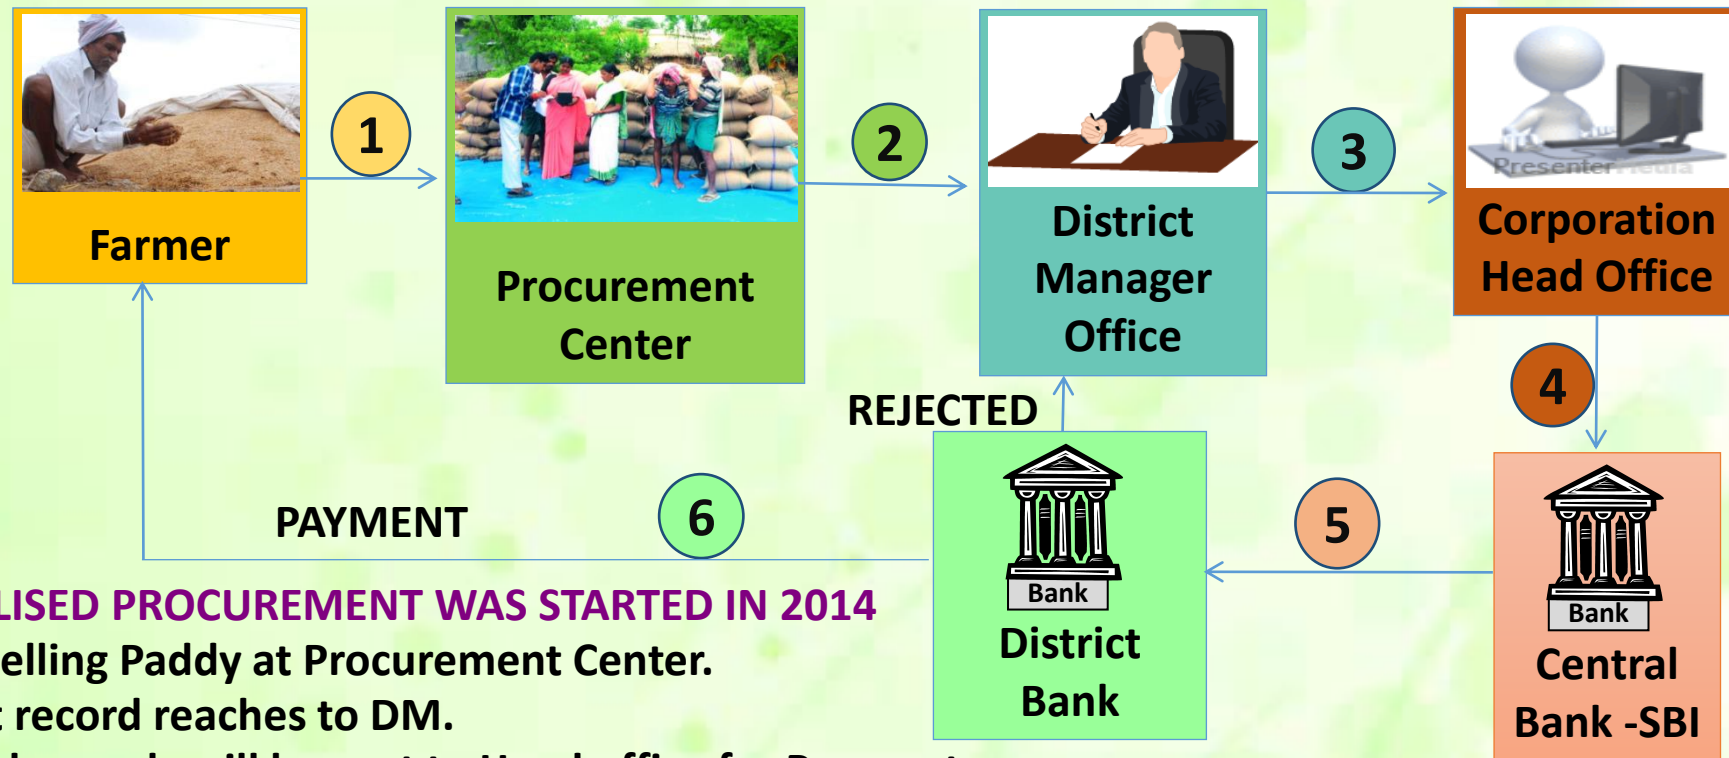 1
2
3
PresenterMedia
Farmer
Procurement
Center
District
Manager
Office
Corporation
Head Office
4
REJECTED
PAYMENT
6
5
Bank
District
Bank
Bank
Central
Bank -SBI
LISED PROCUREMENT WAS STARTED IN 2014
elling Paddy at Procurement Center.
t record reaches to DM.